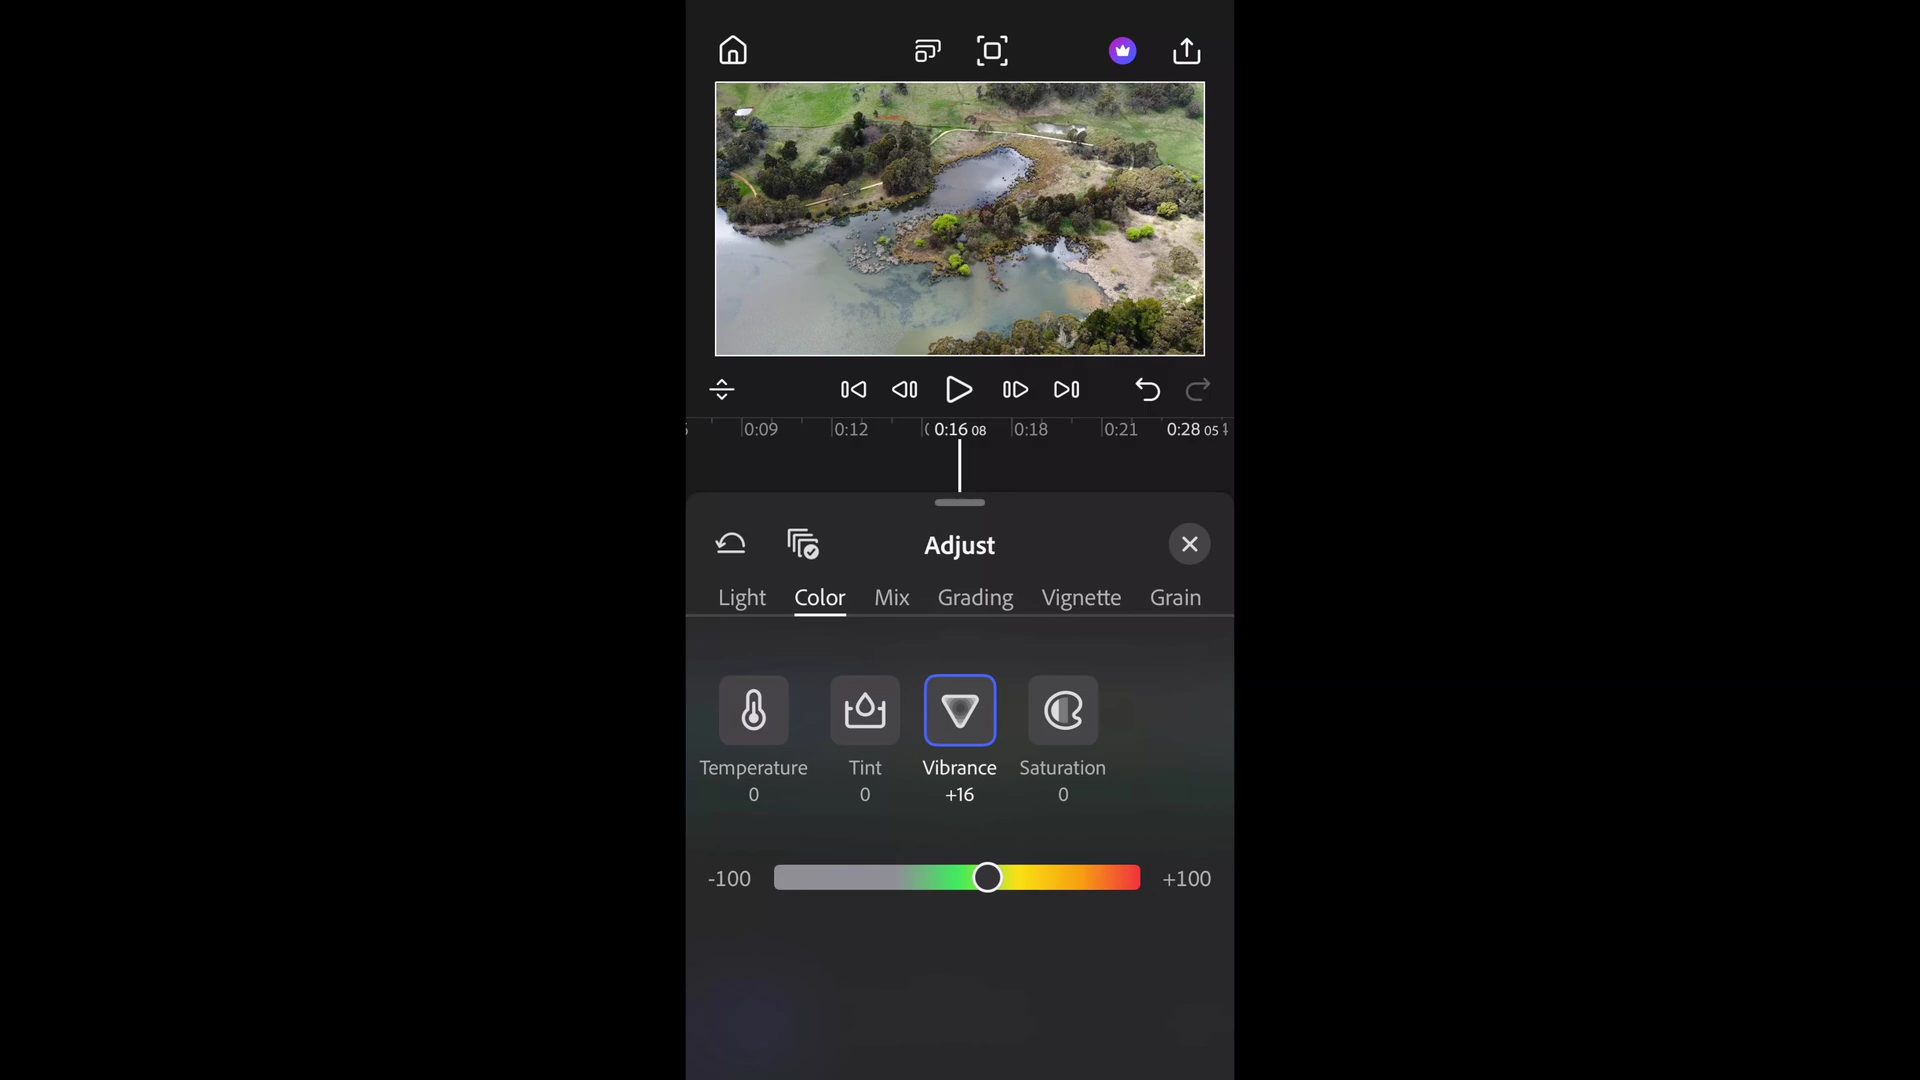 0:09 0:12 0:16 08 0:18 0:21 0:28 05
Adjust
Light Color Mix Grading Vignette Grain
Temperature Tint Vibrance Saturation
0 0 +16 0
-100 +100